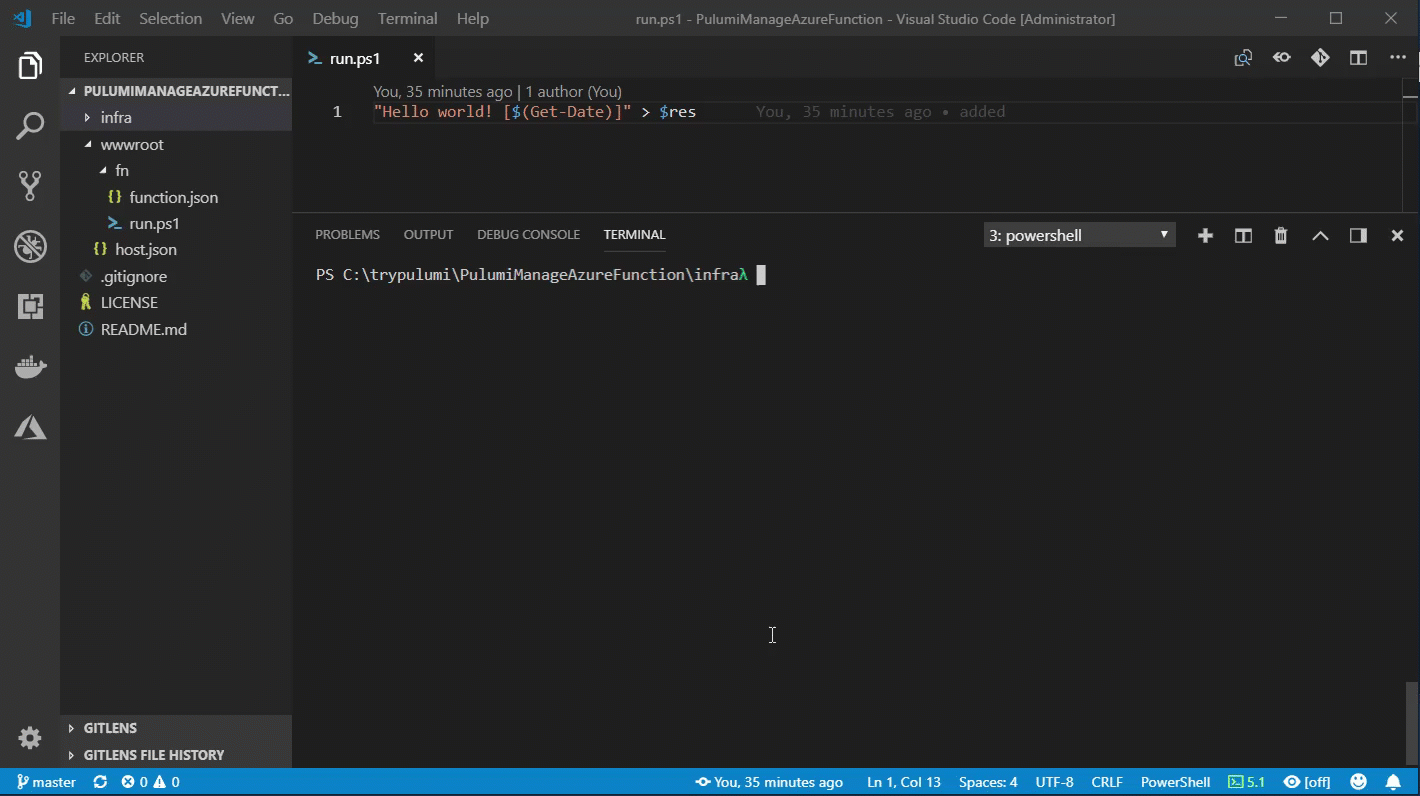 File Edit Selection View Go Debug Terminal Help
run.ps1 - PulumiManageAzureFunction - Visual Studio Code [Administrator]
EXPLORER
PULUMIMANAGEAZUREFUNCT...
infra
wwwroot
fn
function.json
run.ps1
host.json
.gitignore
LICENSE
README.md
GITLENS
GITLENS FILE HISTORY
run.ps1
You, 35 minutes ago | 1 author (You)
1 "Hello world! [$(Get-Date)]" > $res You, 35 minutes ago • added
PROBLEMS OUTPUT DEBUG CONSOLE TERMINAL 3: powershell
PS C:\trypulumi\PulumiManageAzureFunction\infraλ
master 0 0 You, 35 minutes ago Ln 1, Col 13 Spaces: 4 UTF-8 CRLF PowerShell 5.1 [off]